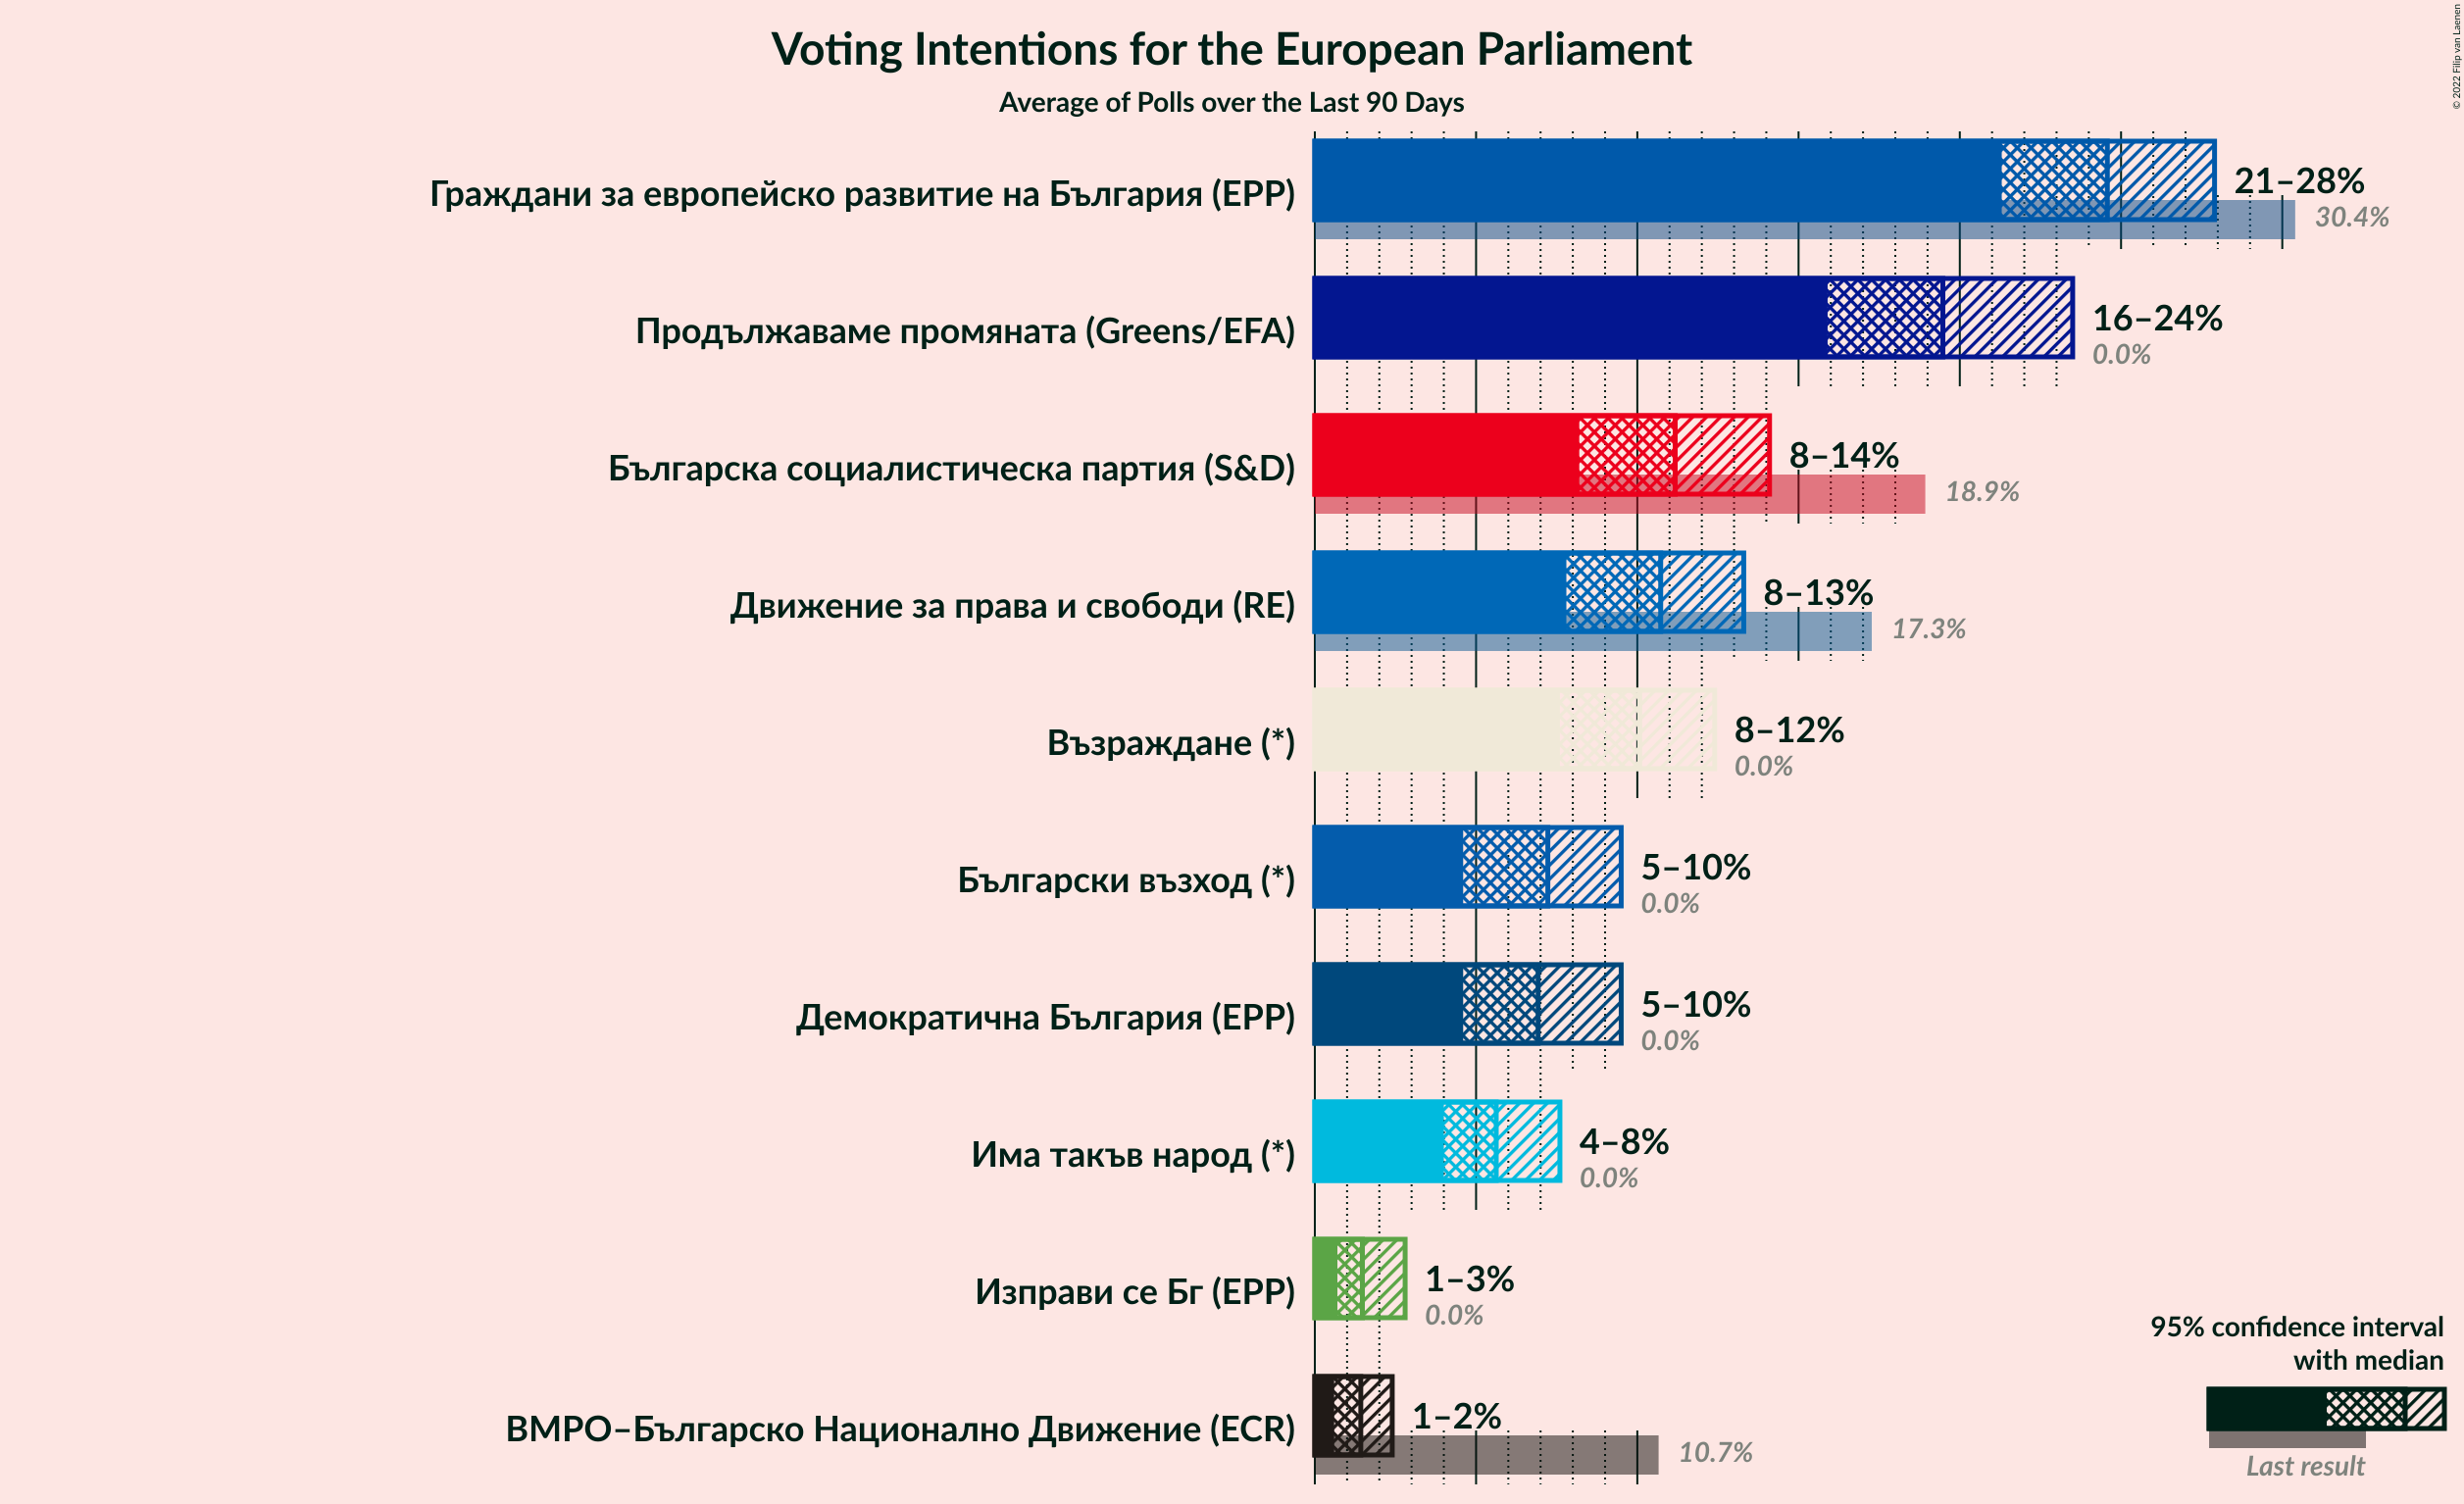 © 2022 Filip van Laenen
Voting Intentions for the European Parliament
Average of Polls over the Last 90 Days
Граждани за европейско развитие на България (EPP)
21–28%
30.4%
Продължаваме промяната (Greens/EFA)
16–24%
0.0%
Българска социалистическа партия (S&D)
8–14%
18.9%
Движение за права и свободи (RE)
8–13%
17.3%
Възраждане (*)
8–12%
0.0%
Български възход (*)
5–10%
0.0%
Демократична България (EPP)
5–10%
0.0%
Има такъв народ (*)
4–8%
0.0%
Изправи се Бг (EPP)
1–3%
0.0%
ВМРО–Българско Национално Движение (ECR)
1–2%
10.7%
95% confidence interval
with median
Last result